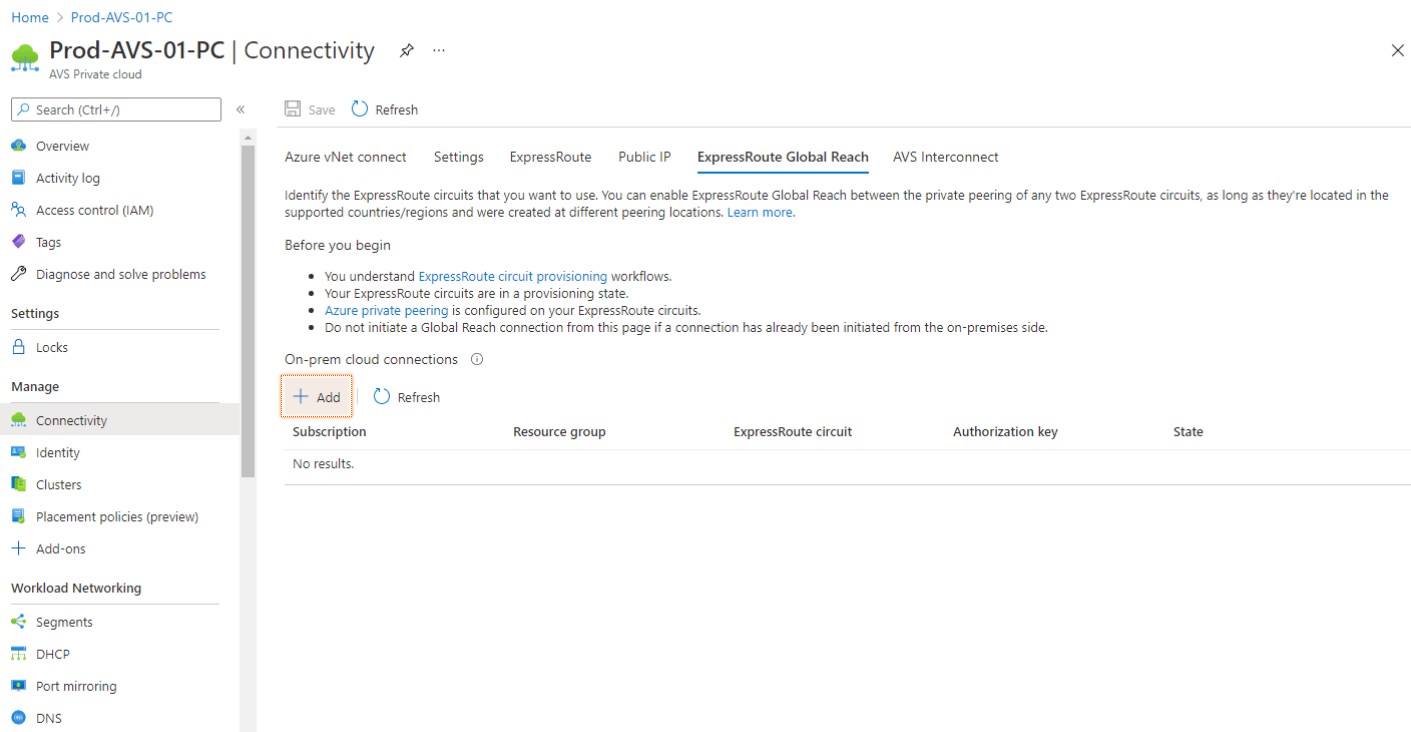 Home > Prod-AVS-01-PC
Prod-AVS-01-PC | Connectivity
AVS Private cloud
Search (Ctrl+/)
Overview
Activity log
Access control (IAM)
Tags
Diagnose and solve problems
Settings
Locks
Manage
Connectivity
Identity
Clusters
Placement policies (preview)
Add-ons
Workload Networking
Segments
DHCP
Port mirroring
DNS
Save Refresh
Azure vNet connect Settings ExpressRoute Public IP ExpressRoute Global Reach AVS Interconnect
Identify the ExpressRoute circuits that you want to use. You can enable ExpressRoute Global Reach between the private peering of any two ExpressRoute circuits, as long as they're located in the
supported countries/regions and were created at different peering locations. Learn more.
Before you begin
• You understand ExpressRoute circuit provisioning workflows.
• Your ExpressRoute circuits are in a provisioning state.
• Azure private peering is configured on your ExpressRoute circuits.
• Do not initiate a Global Reach connection from this page if a connection has already been initiated from the on-premises side.
On-prem cloud connections
Add Refresh
Subscription Resource group ExpressRoute circuit Authorization key State
No results.